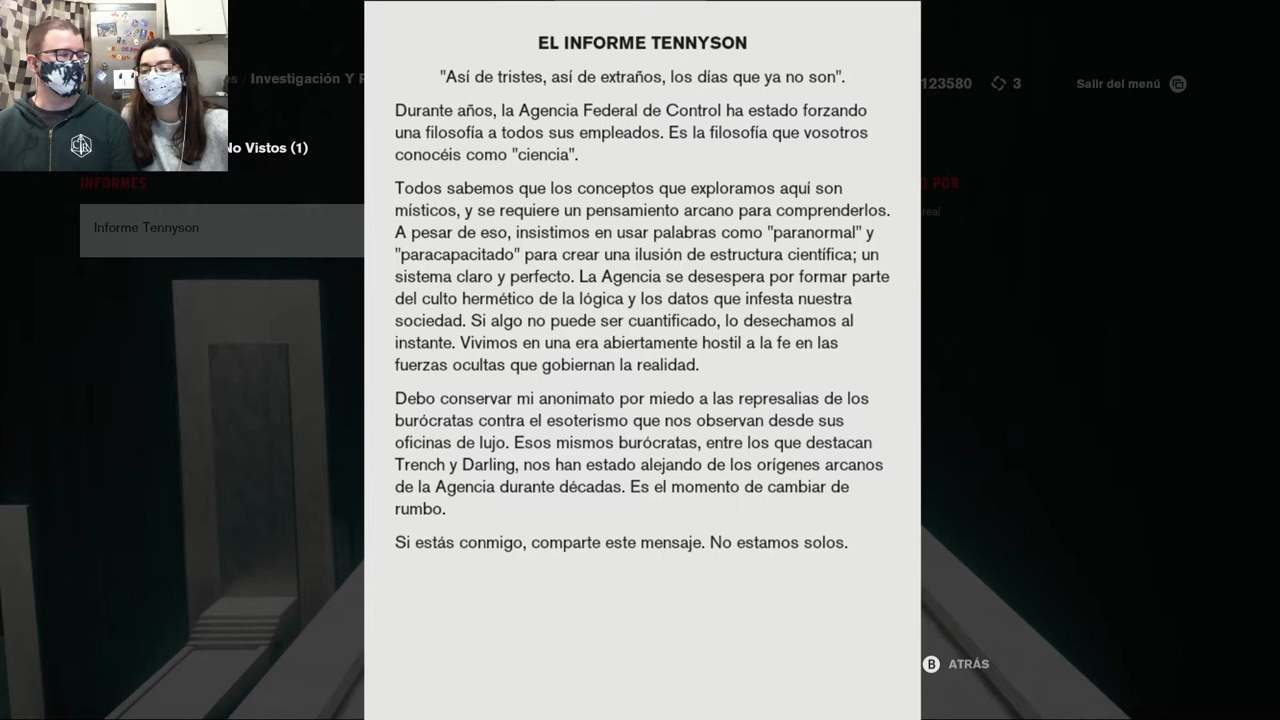 EL INFORME TENNYSON
"Así de tristes, así de extraños, los días que ya no son".
Durante años, la Agencia Federal de Control ha estado forzando
una filosofía a todos sus empleados. Es la filosofía que vosotros
conocéis como "ciencia".
Todos sabemos que los conceptos que exploramos aquí son
místicos, y se requiere un pensamiento arcano para comprenderlos.
A pesar de eso, insistimos en usar palabras como "paranormal" y
"paracapacitado" para crear una ilusión de estructura científica; un
sistema claro y perfecto. La Agencia se desespera por formar parte
del culto hermético de la lógica y los datos que infesta nuestra
sociedad. Si algo no puede ser cuantificado, lo desechamos al
instante. Vivimos en una era abiertamente hostil a la fe en las
fuerzas ocultas que gobiernan la realidad.
Debo conservar mi anonimato por miedo a las represalias de los
burócratas contra el esoterismo que nos observan desde sus
oficinas de lujo. Esos mismos burócratas, entre los que destacan
Trench y Darling, nos han estado alejando de los orígenes arcanos
de la Agencia durante décadas. Es el momento de cambiar de
rumbo.
Si estás conmigo, comparte este mensaje. No estamos solos.
Investigación Y
No Vistos (1)
INFORMES
Informe Tennyson
123580 3
Salir del menú
POR
real
B ATRÁS